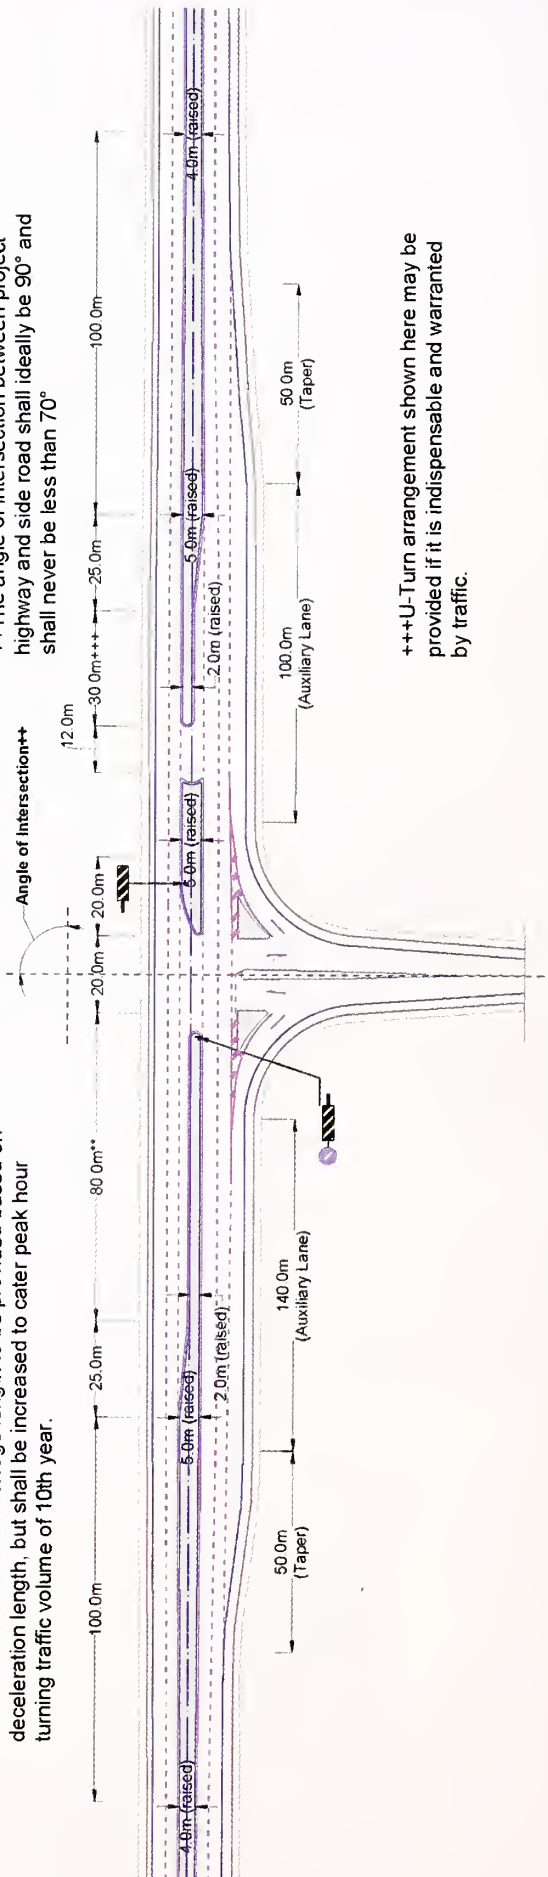 deceleration length, but shall be increased to cater peak hour
turning traffic volume of 10th year.
highway and side road shall ideally be 90° and
shall never be less than 70°
Angle of Intersection++
12.0m
100.0m
25.0m
80 0m**
20.0m
20.0m
30 0m+++
25.0m
100.0m
4.0m (raised)
5.0m (raised)
2.0m (raised)
5.0m (raised)
2.0m (raised)
5.0m (raised)
4.0m (raised)
50 0m
(Taper)
140 0m
(Auxiliary Lane)
100.0m
(Auxiliary Lane)
50 0m
(Taper)
+++U-Turn arrangement shown here may be
provided if it is indispensable and warranted
by traffic.